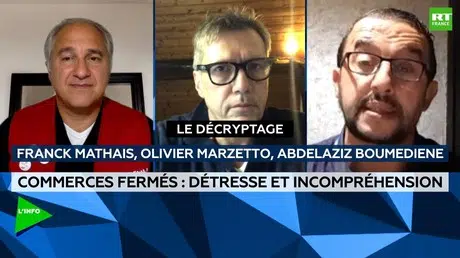 RT
FRANCE
LE DÉCRYPTAGE
FRANCK MATHAIS, OLIVIER MARZETTO, ABDELAZIZ BOUMEDIENE
COMMERCES FERMÉS : DÉTRESSE ET INCOMPRÉHENSION
L'INFO